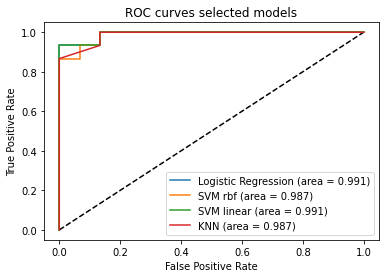 ROC curves selected models
True Positive Rate
1.0
0.8
0.6
0.4
0.2
0.0
Logistic Regression (area = 0.991)
SVM rbf (area = 0.987)
SVM linear (area = 0.991)
KNN (area = 0.987)
0.0 0.2 0.4 0.6 0.8 1.0
False Positive Rate